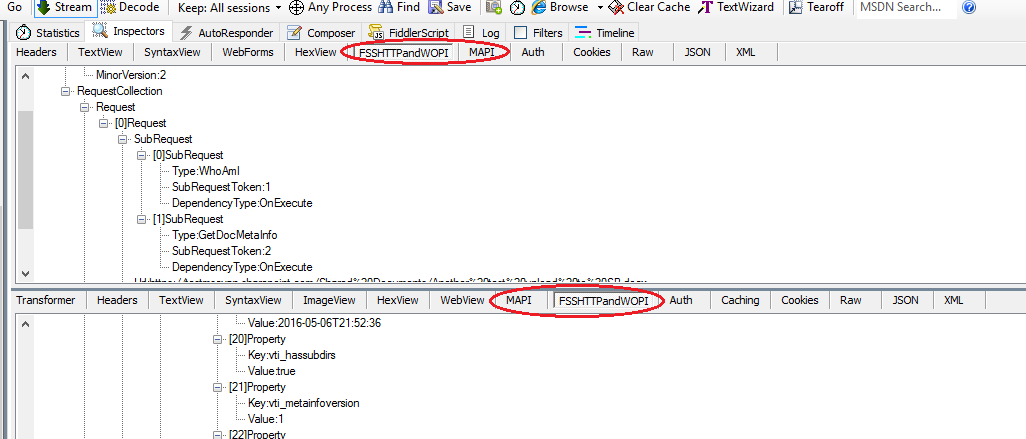 Go Stream Decode Keep: All sessions Any Process Find Save Browse Clear Cache TextWizard Tearoff MSDN Search...
Statistics Inspectors AutoResponder Composer FiddlerScript Log Filters Timeline
Headers TextView SyntaxView WebForms HexView FSSHTTPandWOPI MAPI Auth Cookies Raw JSON XML
MinorVersion:2
RequestCollection
Request
[0]Request
SubRequest
[0]SubRequest
Type:WhoAmI
SubRequestToken:1
DependencyType:OnExecute
[1]SubRequest
Type:GetDocMetaInfo
SubRequestToken:2
DependencyType:OnExecute
Transformer Headers TextView SyntaxView ImageView HexView WebView MAPI FSSHTTPandWOPI Auth Caching Cookies Raw JSON XML
Value:2016-05-06T21:52:36
[20]Property
Key:vti_hassubdirs
Value:true
[21]Property
Key:vti_metainfoversion
Value:1
[22]Property